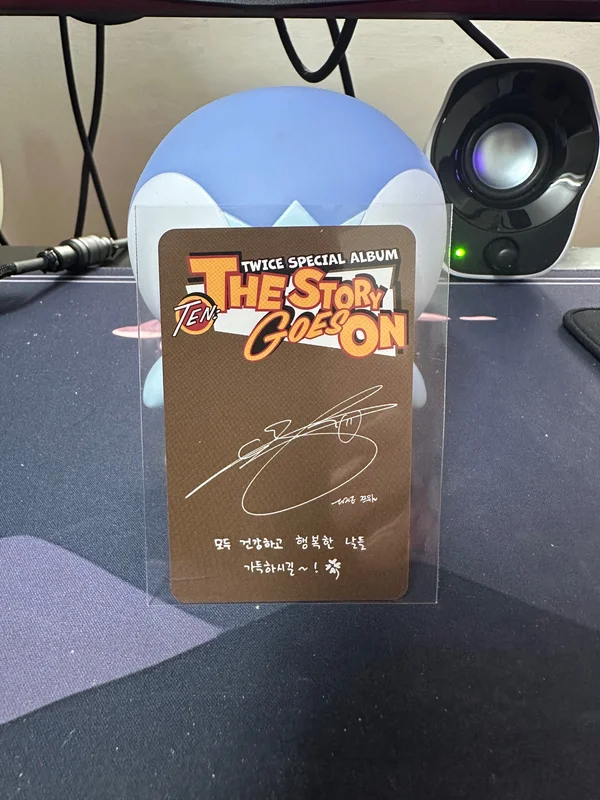 TWICE SPECIAL ALBUM
TEN:
THE STORY
GOES ON
모두 건강하고 행복한 날들
가득하시길~!